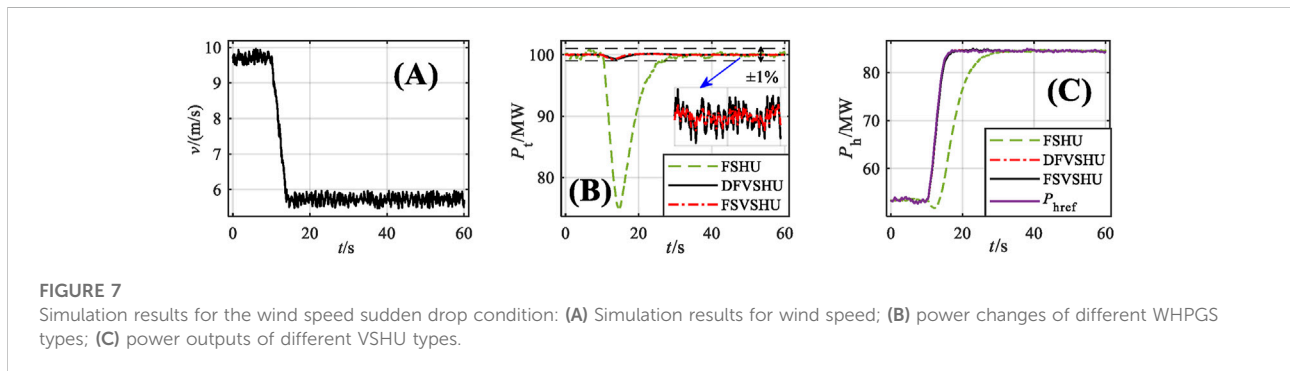 10
9
8
7
6
v/(m/s)
(A)
0 20 40 60
t/s
100
90
80
P_t/MW
±1%
FSHU
DFVSHU
FSVSHU
(B)
0 20 40 60
t/s
80
70
60
P_h/MW
(C)
FSHU
DFVSHU
FSVSHU
P_href
0 20 40 60
t/s
FIGURE 7
Simulation results for the wind speed sudden drop condition: (A) Simulation results for wind speed; (B) power changes of different WHPGS
types; (C) power outputs of different VSHU types.